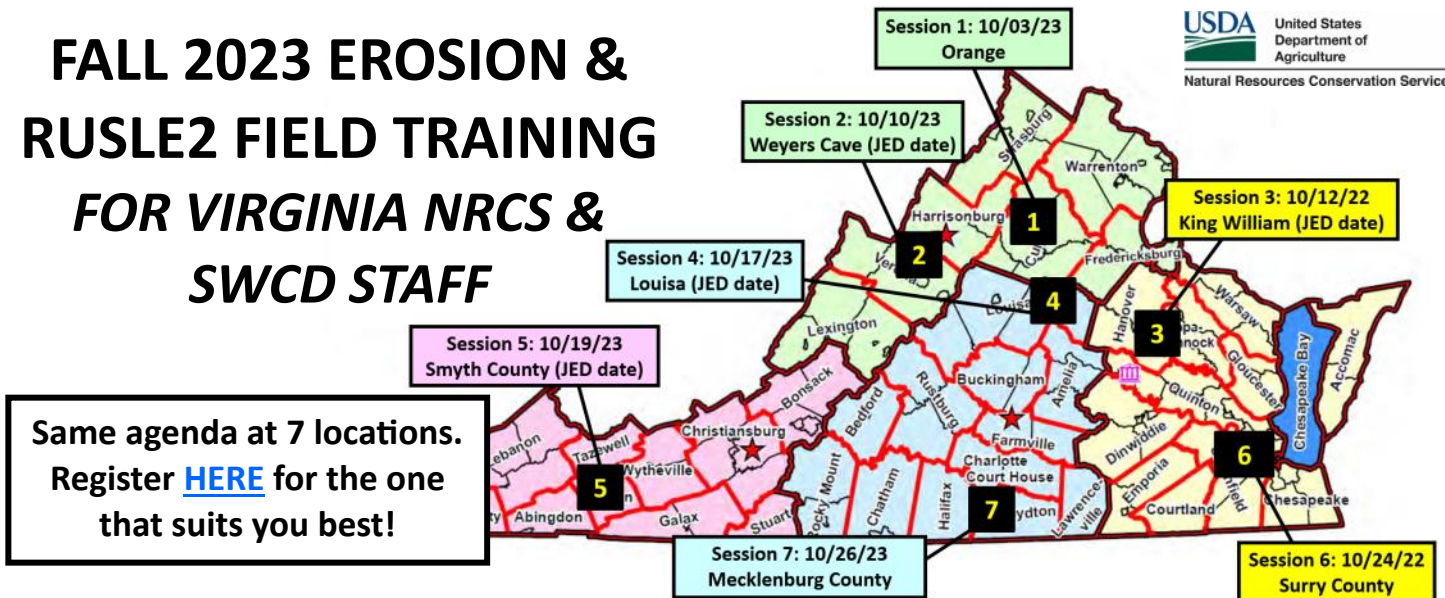 FALL 2023 EROSION &
RUSLE2 FIELD TRAINING
FOR VIRGINIA NRCS &
SWCD STAFF
Same agenda at 7 locations.
Register HERE for the one
that suits you best!
USDA
United States
Department of
Agriculture
Natural Resources Conservation Service
Session 1: 10/03/23
Orange
Session 2: 10/10/23
Weyers Cave (JED date)
Session 3: 10/12/22
King William (JED date)
Session 4: 10/17/23
Louisa (JED date)
Session 5: 10/19/23
Smyth County (JED date)
Session 6: 10/24/22
Surry County
Session 7: 10/26/23
Mecklenburg County
Strasburg
Warrenton
Harrisonburg
1
2
Fredericksburg
Lexington
4
Hanover
3
Warsaw
Gloucester
Chesapeake Bay
Accomac
Bonsack
Buckingham
Amelia
Quinton
Bedford
Rustburg
Farmville
Christiansburg
Tazewell
Wytheville
5
Abingdon
Galax
Stuart
Rocky Mount
Chatham
Halifax
Charlotte
Court House
7
Lawrence-
ville
Dinwiddie
Emporia
Courtland
6
Chesapeake